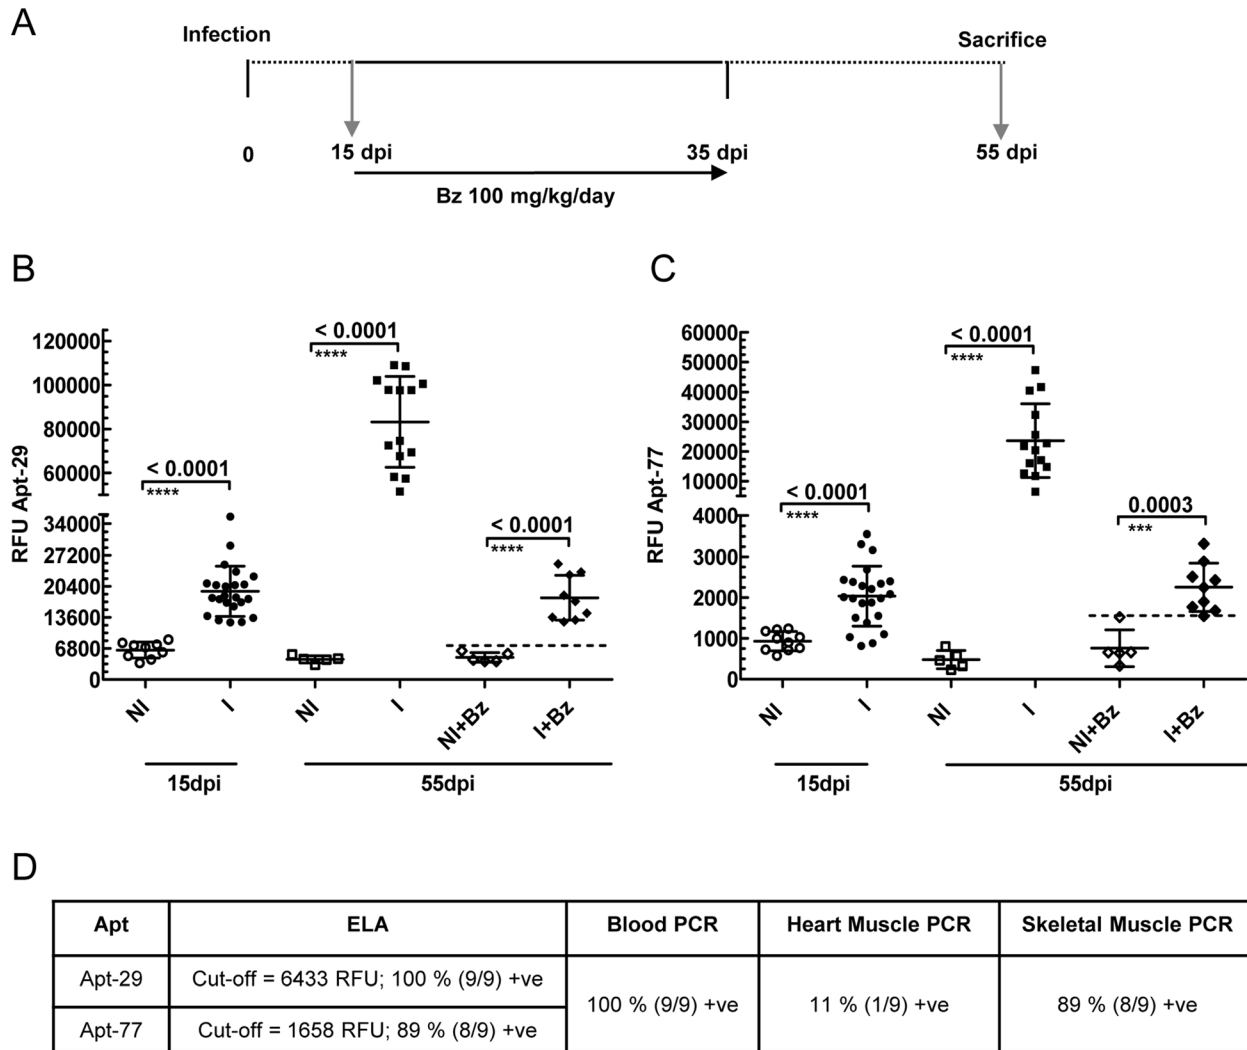 A
Infection
Sacrifice
0
15 dpi
35 dpi
55 dpi
Bz 100 mg/kg/day
B
RFU Apt-29
120000
100000
80000
60000
34000
27200
20400
13600
6800
0
< 0.0001
****
< 0.0001
****
< 0.0001
****
NI
I
NI
I
NI+Bz
I+Bz
15dpi
55dpi
C
RFU Apt-77
60000
50000
40000
30000
20000
10000
4000
3000
2000
1000
0
< 0.0001
****
< 0.0001
****
0.0003
***
NI
I
NI
I
NI+Bz
I+Bz
15dpi
55dpi
D
Apt ELA Blood PCR Heart Muscle PCR Skeletal Muscle PCR
Apt-29 Cut-off = 6433 RFU; 100 % (9/9) +ve
100 % (9/9) +ve 11 % (1/9) +ve 89 % (8/9) +ve
Apt-77 Cut-off = 1658 RFU; 89 % (8/9) +ve